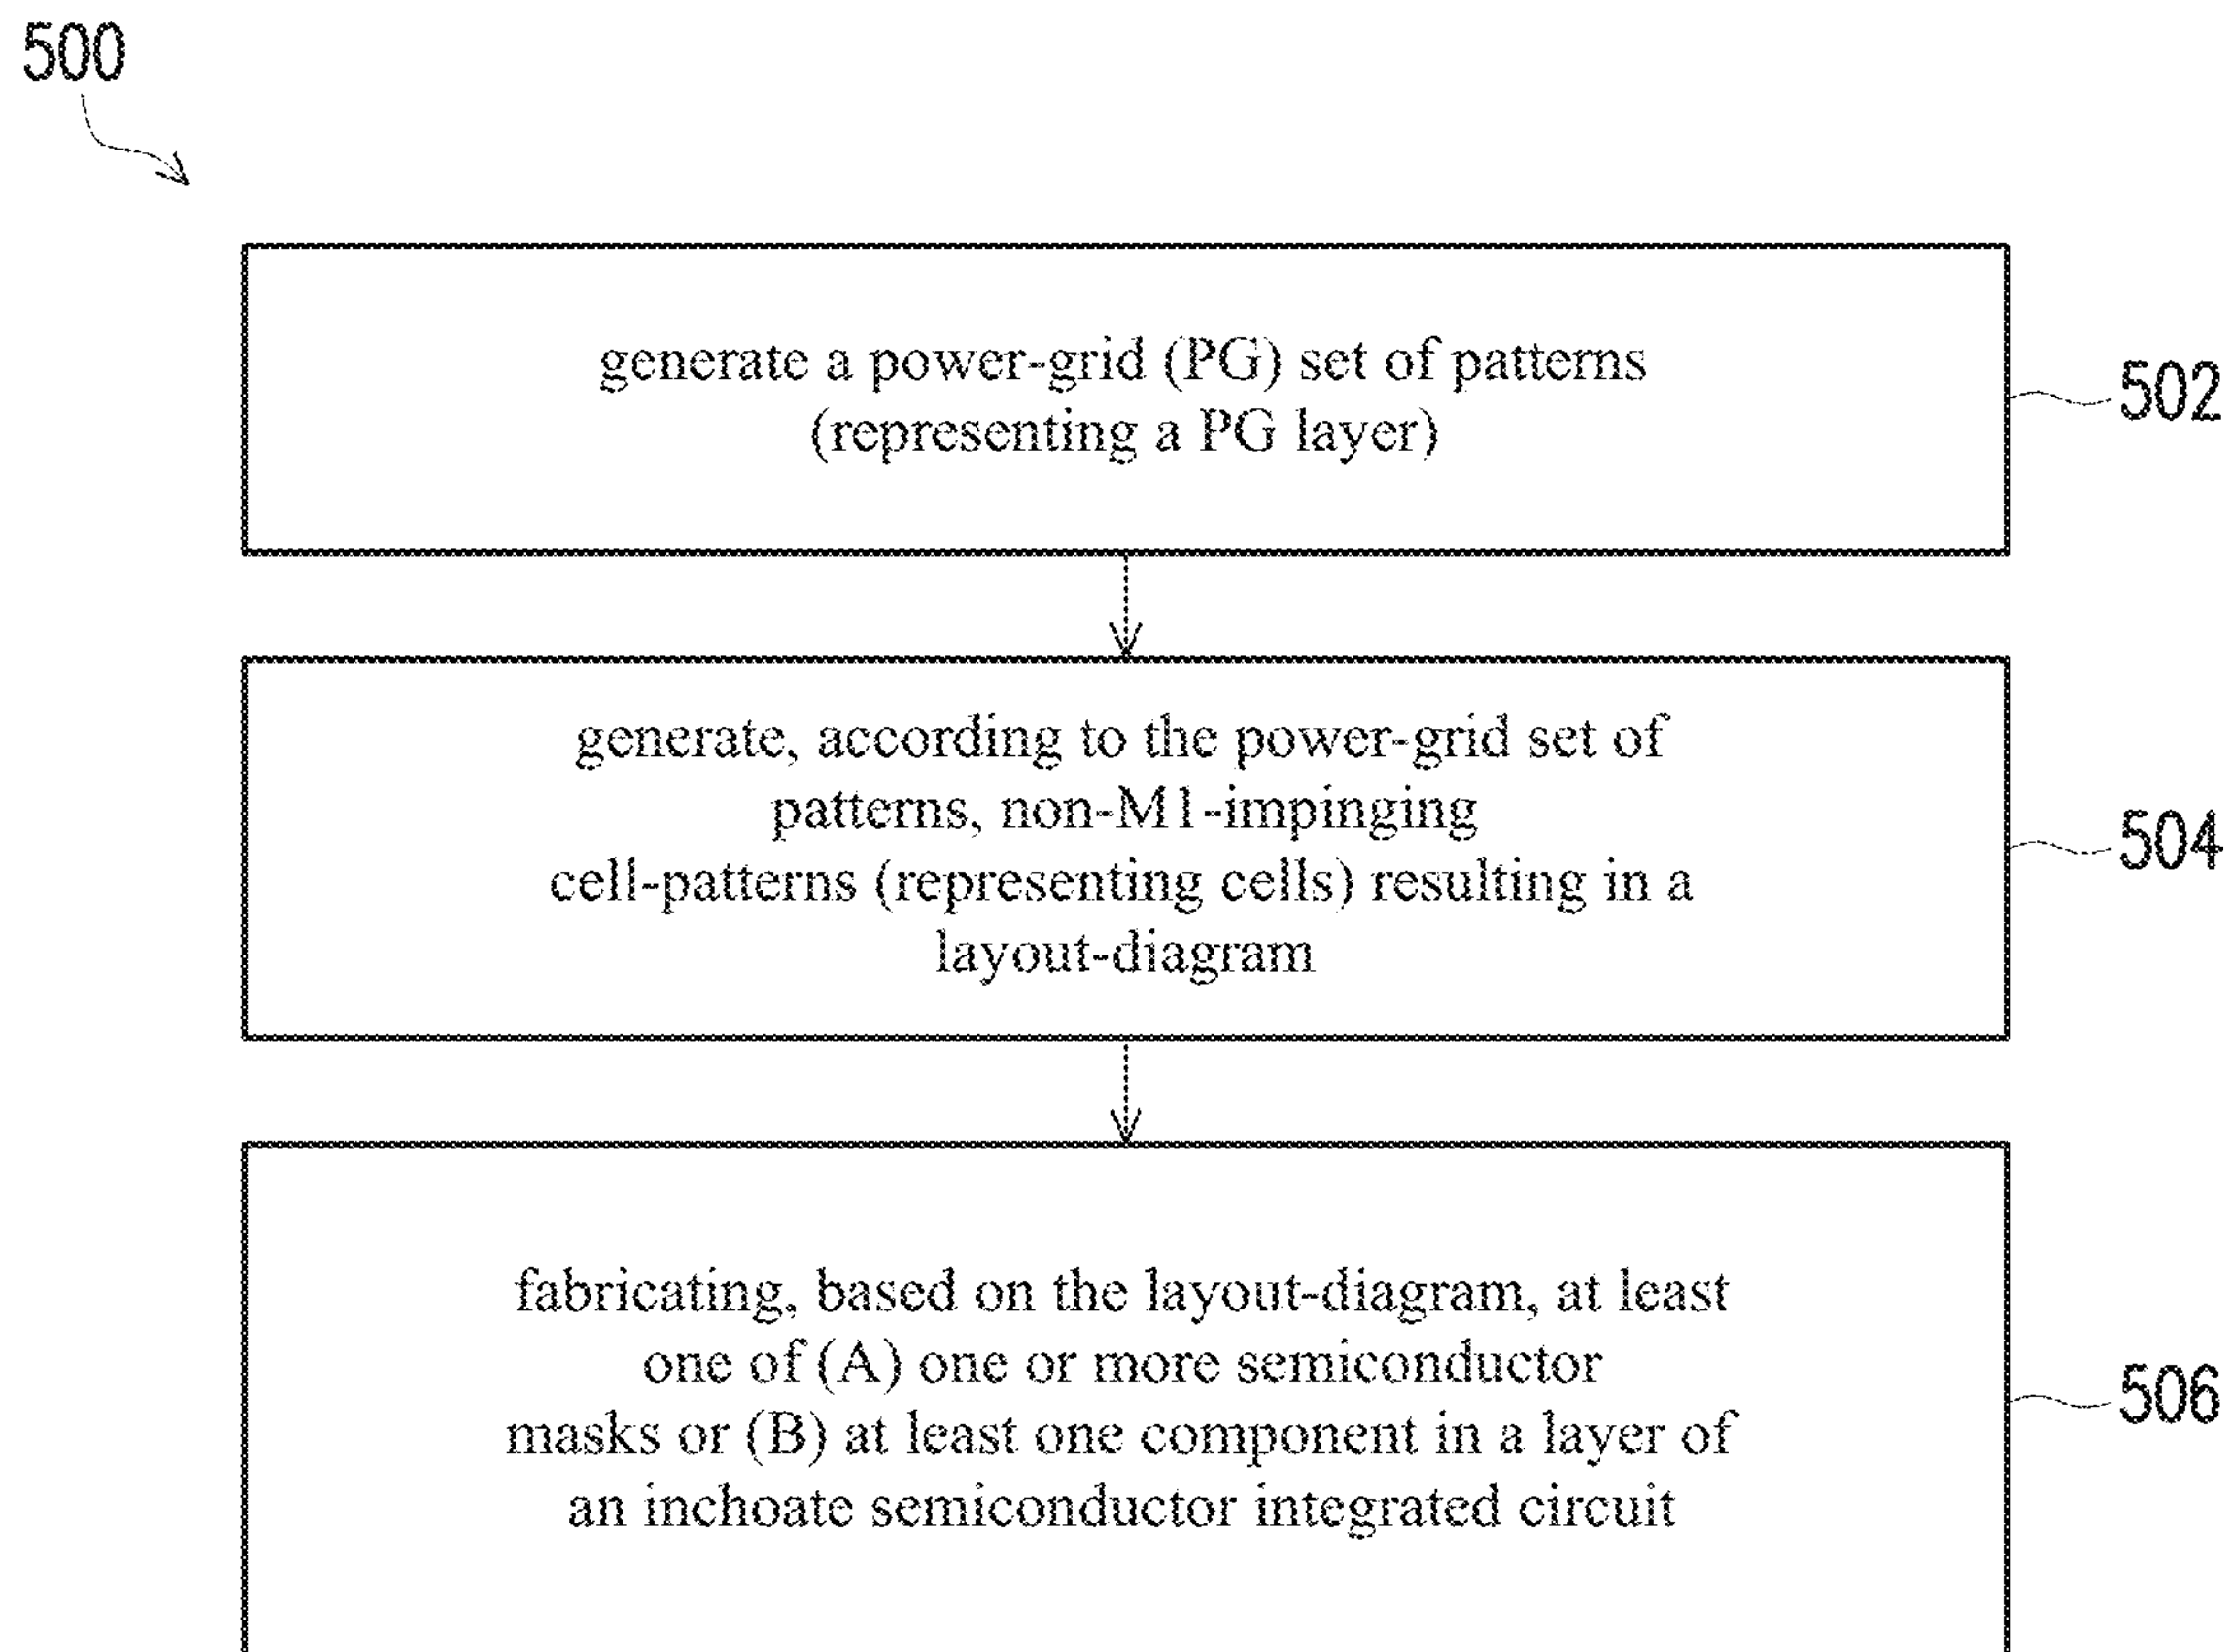 500
generate a power-grid (PG) set of patterns
(representing a PG layer)
502
generate, according to the power-grid set of
patterns, non-M1-impinging
cell-patterns (representing cells) resulting in a
layout-diagram
504
fabricating, based on the layout-diagram, at least
one of (A) one or more semiconductor
masks or (B) at least one component in a layer of
an inchoate semiconductor integrated circuit
506